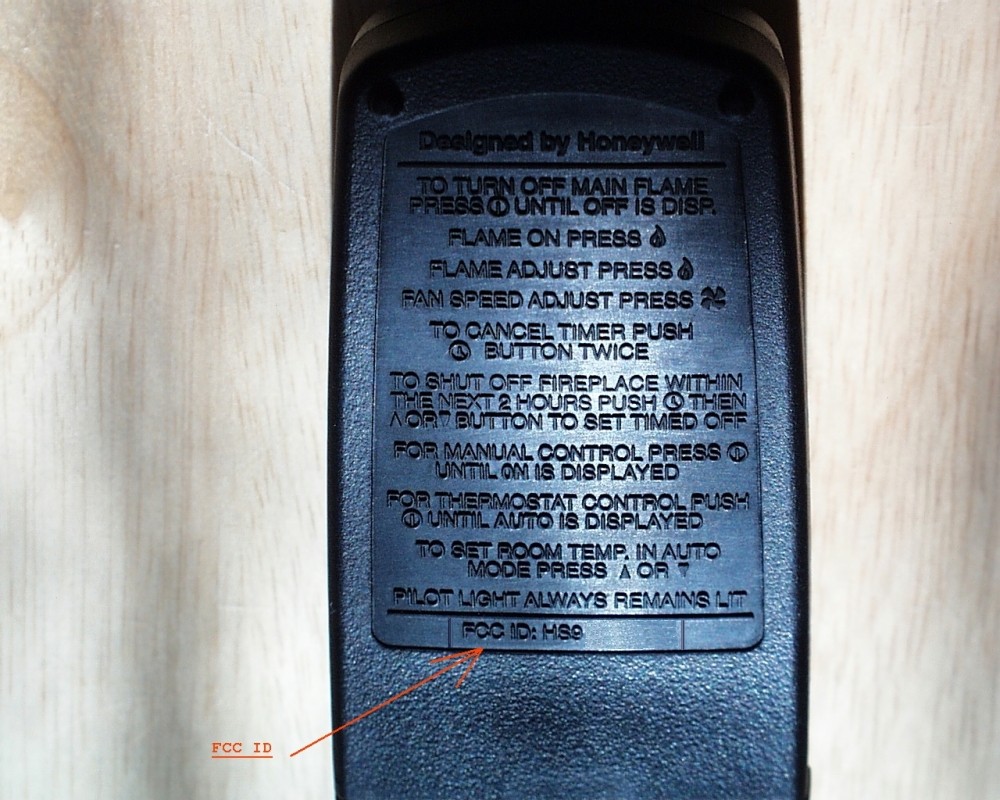 Designed by Honeywell
TO TURN OFF MAIN FLAME
PRESS UNTIL OFF IS DISP.
FLAME ON PRESS
FLAME ADJUST PRESS
FAN SPEED ADJUST PRESS
TO CANCEL TIMER PUSH
BUTTON TWICE
TO SHUT OFF FIREPLACE WITHIN
THE NEXT 2 HOURS PUSH THEN
△ OR ▽ BUTTON TO SET TIMED OFF
FOR MANUAL CONTROL PRESS
UNTIL ON IS DISPLAYED
FOR THERMOSTAT CONTROL PUSH
UNTIL AUTO IS DISPLAYED
TO SET ROOM TEMP. IN AUTO
MODE PRESS △ OR ▽
PILOT LIGHT ALWAYS REMAINS LIT
FCC ID: HS9
FCC ID